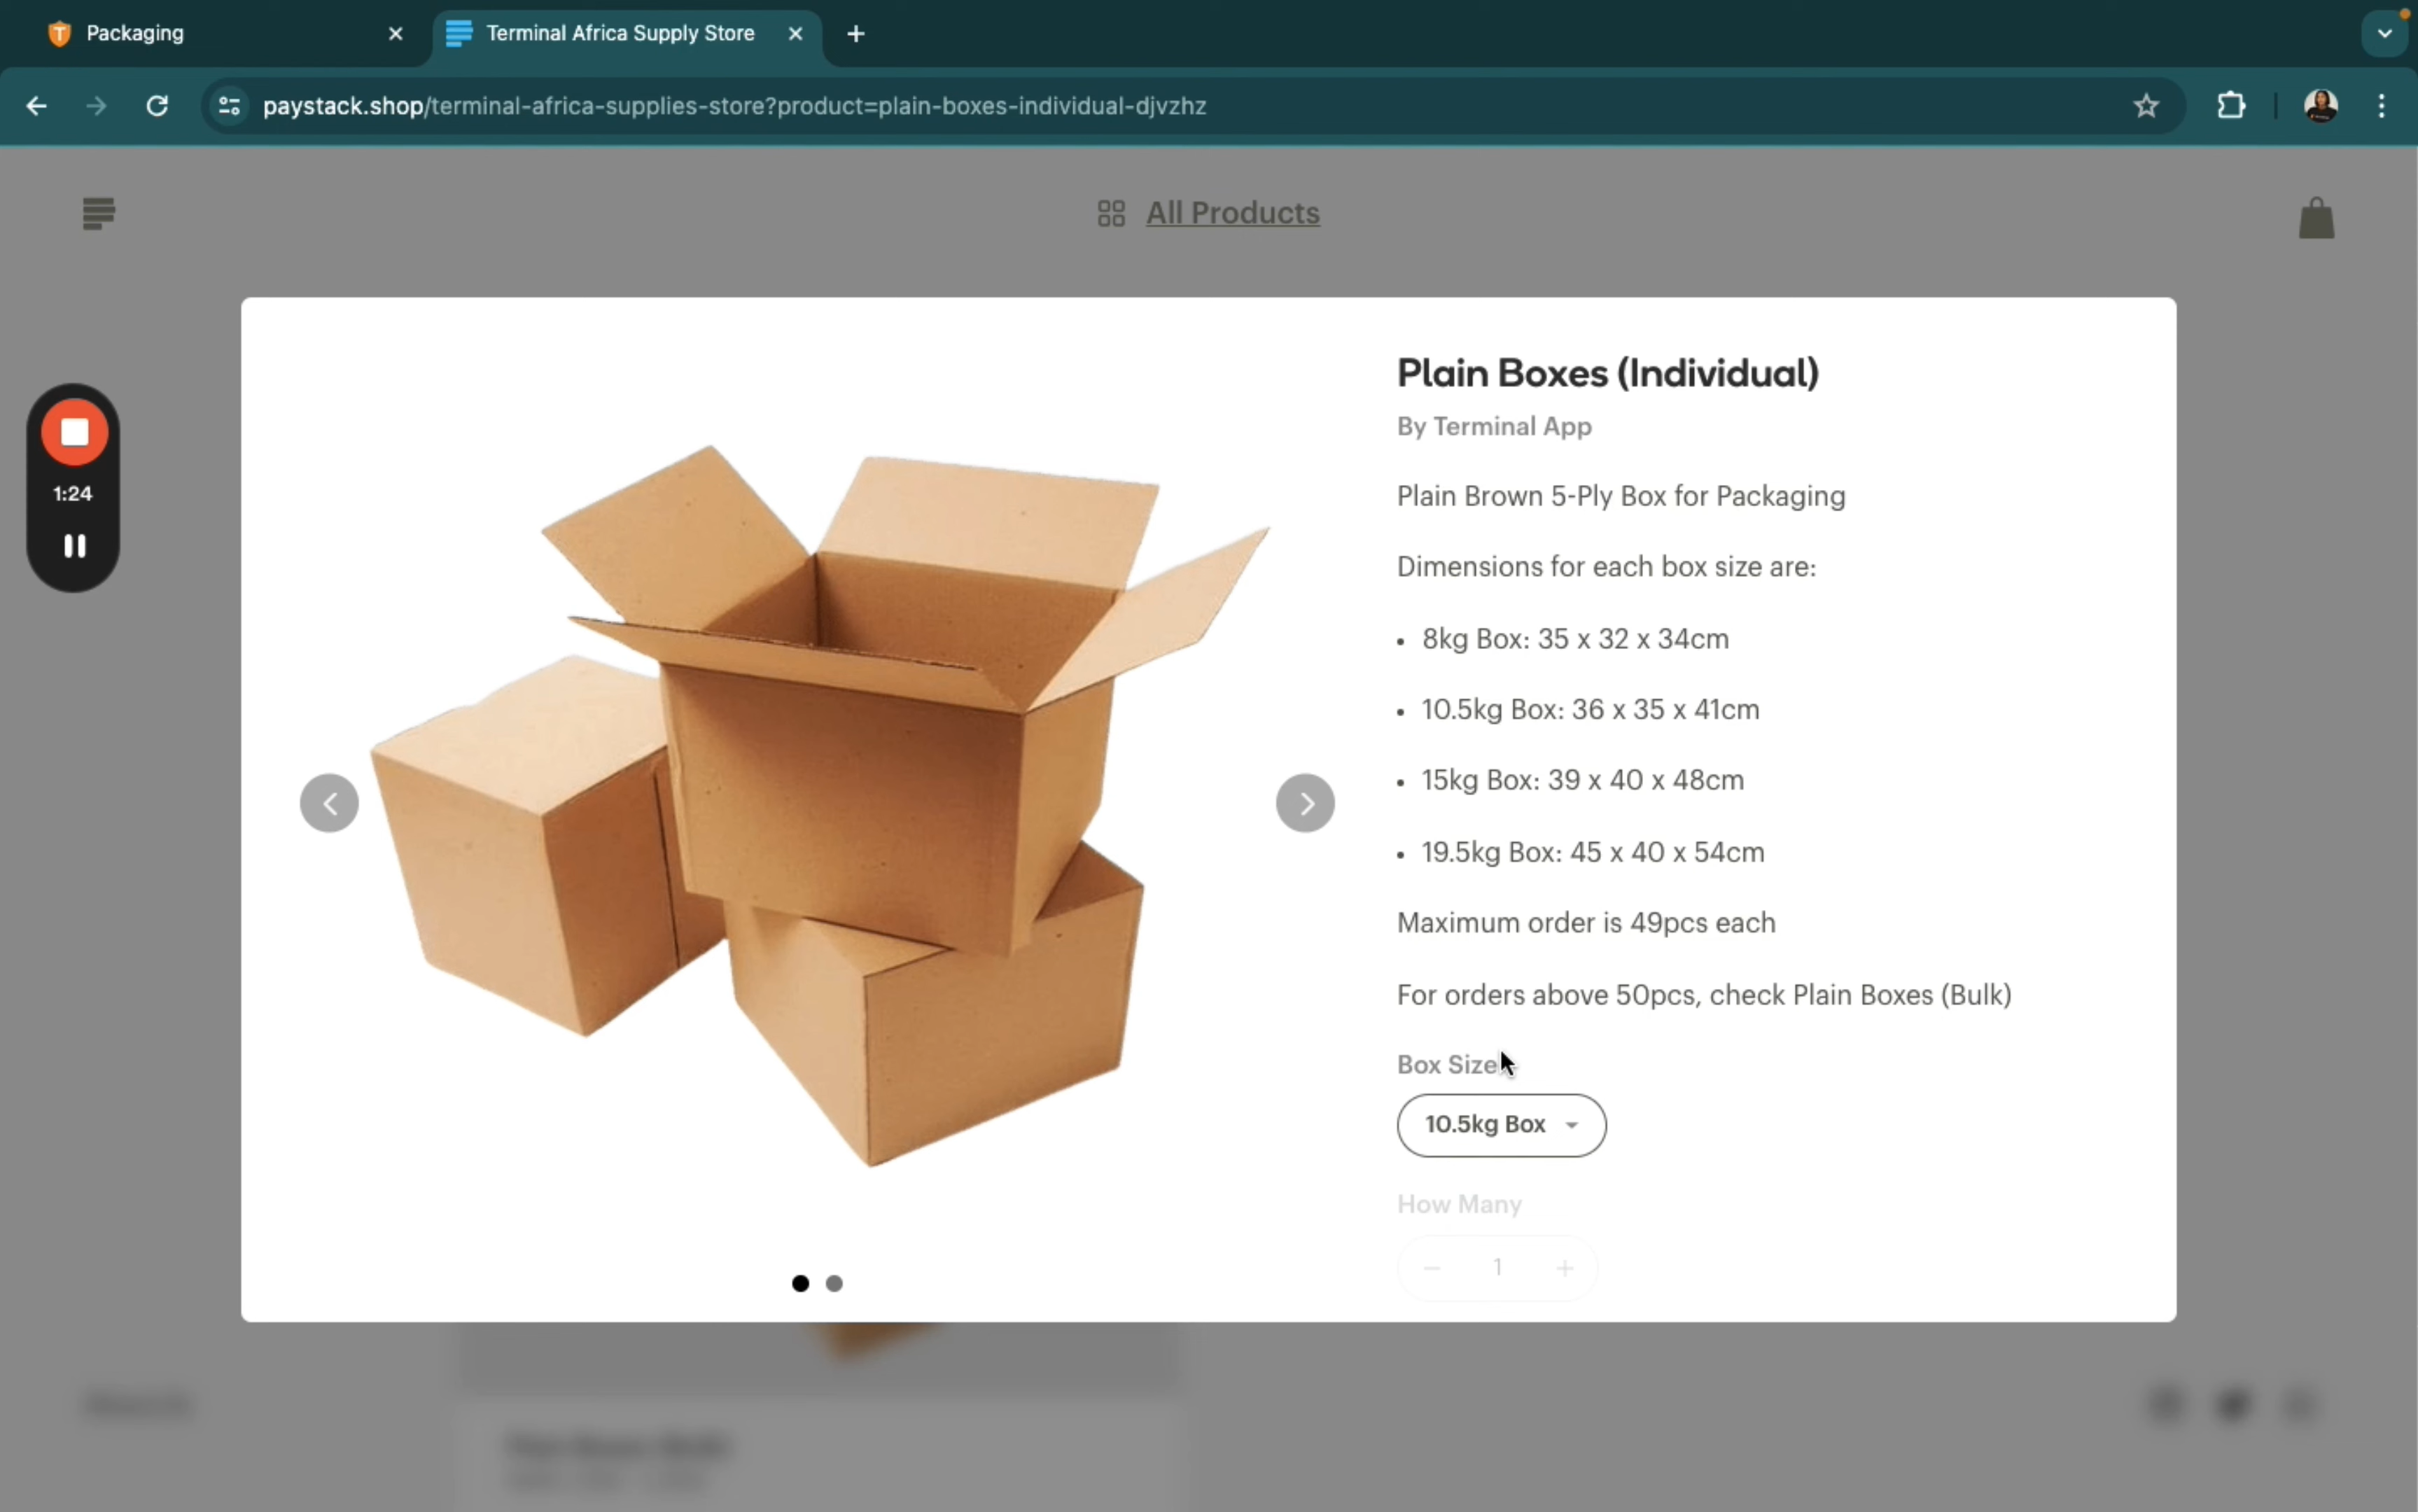 Packaging
Terminal Africa Supply Store
paystack.shop/terminal-africa-supplies-store?product=plain-boxes-individual-djvzhz
All Products
1:24
Plain Boxes (Individual)
By Terminal App
Plain Brown 5-Ply Box for Packaging
Dimensions for each box size are:
• 8kg Box: 35 x 32 x 34cm
• 10.5kg Box: 36 x 35 x 41cm
• 15kg Box: 39 x 40 x 48cm
• 19.5kg Box: 45 x 40 x 54cm
Maximum order is 49pcs each
For orders above 50pcs, check Plain Boxes (Bulk)
Box Size
10.5kg Box
How Many
− 1 +